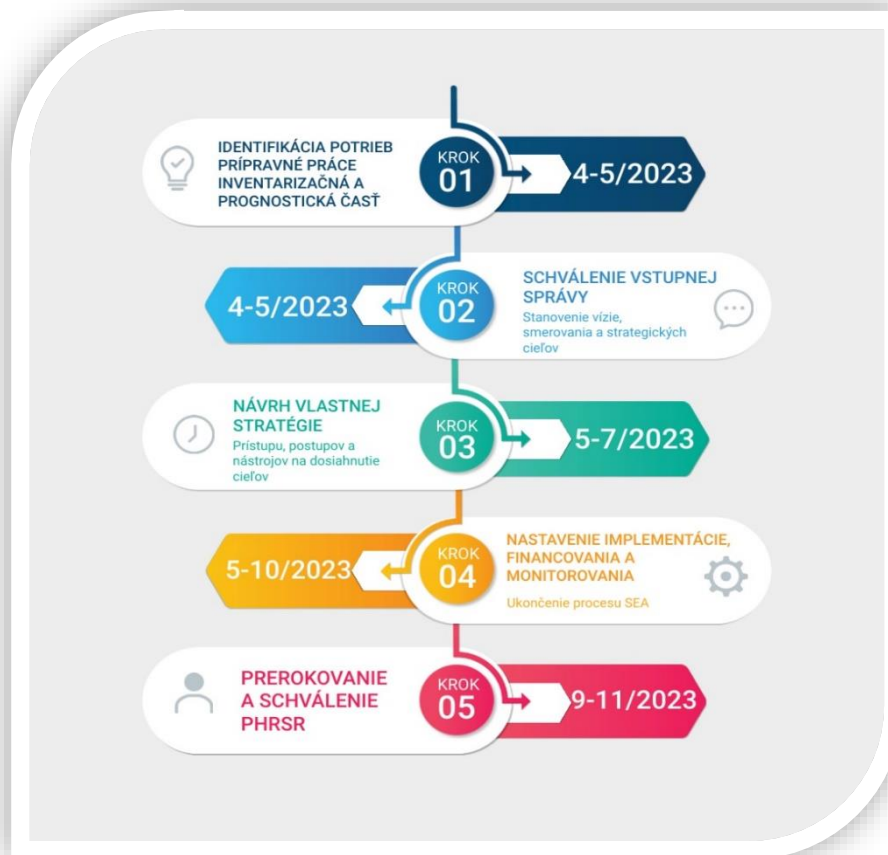 IDENTIFIKÁCIA POTRIEB
PRÍPRAVNÉ PRÁCE
INVENTARIZAČNÁ A
PROGNOSTICKÁ ČASŤ
KROK
01
4-5/2023
4-5/2023
KROK
02
SCHVÁLENIE VSTUPNEJ
SPRÁVY
Stanovenie vízie,
smerovania a strategických
cieľov
NÁVRH VLASTNEJ
STRATÉGIE
Prístupu, postupov a
nástrojov na dosiahnutie
cieľov
KROK
03
5-7/2023
5-10/2023
KROK
04
NASTAVENIE IMPLEMENTÁCIE,
FINANCOVANIA A
MONITOROVANIA
Ukončenie procesu SEA
PREROKOVANIE
A SCHVÁLENIE
PHRSR
KROK
05
9-11/2023